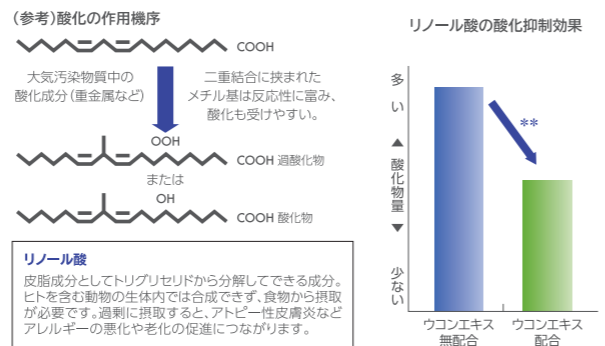 (参考)酸化の作用機序
COOH
大気汚染物質中の
酸化成分(重金属など)
二重結合に挟まれた
メチル基は反応性に富み、
酸化も受けやすい。
OOH
COOH 過酸化物
または
OH
COOH 酸化物
リノール酸
皮脂成分としてトリグリセリドから分解してできる成分。
ヒトを含む動物の生体内では合成できず、食物から摂取
が必要です。過剰に摂取すると、アトピー性皮膚炎など
アレルギーの悪化や老化の促進につながります。
リノール酸の酸化抑制効果
多い
▲
酸化物量
▼
少ない
**
ウコンエキス
無配合
ウコンエキス
配合